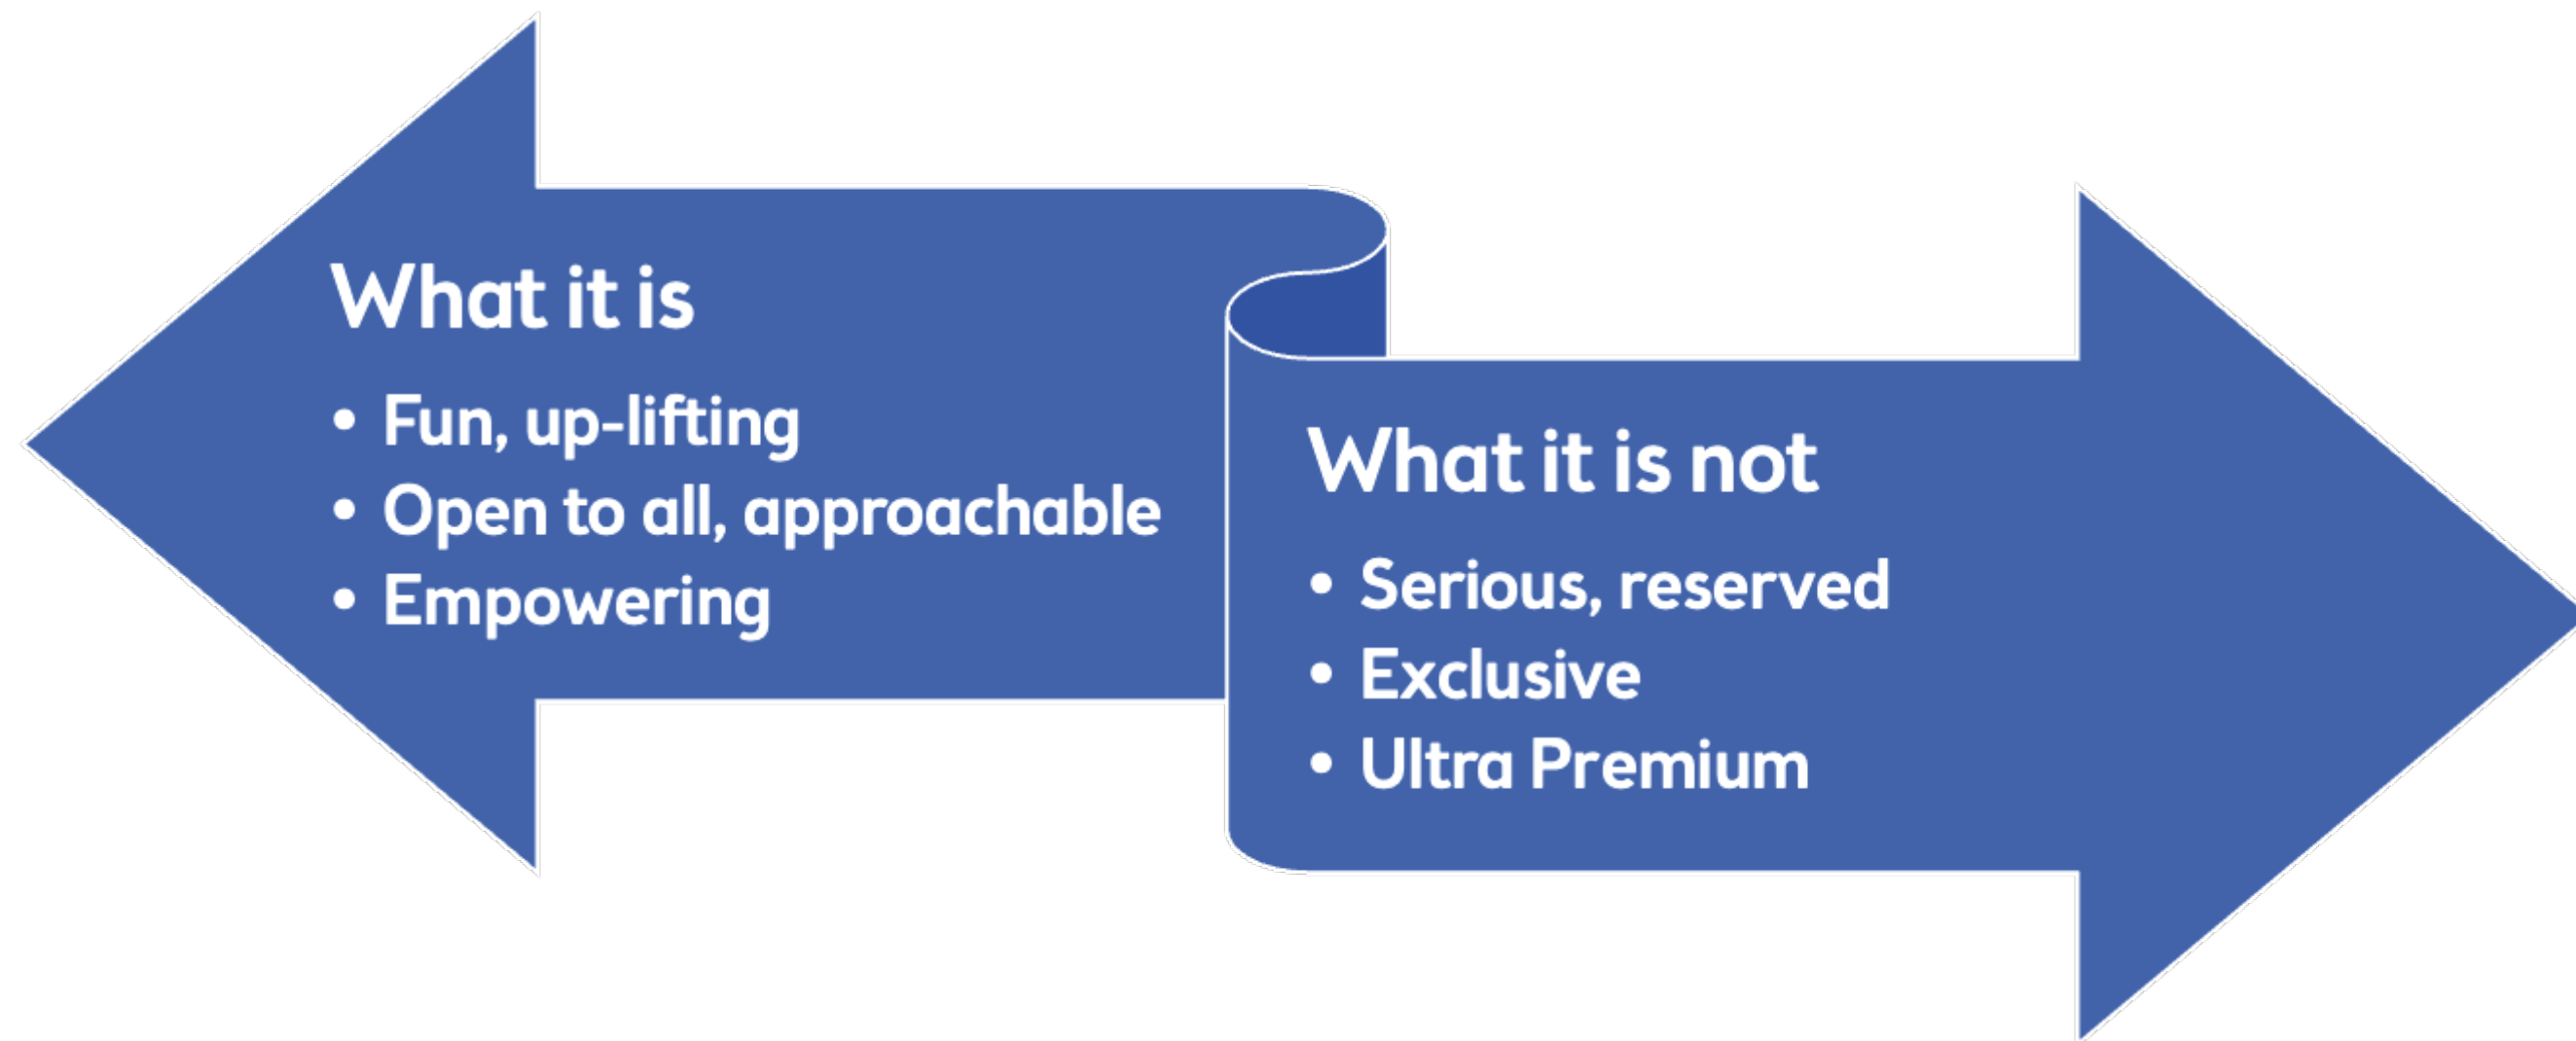 What it is
• Fun, up-lifting
• Open to all, approachable
• Empowering
What it is not
• Serious, reserved
• Exclusive
• Ultra Premium